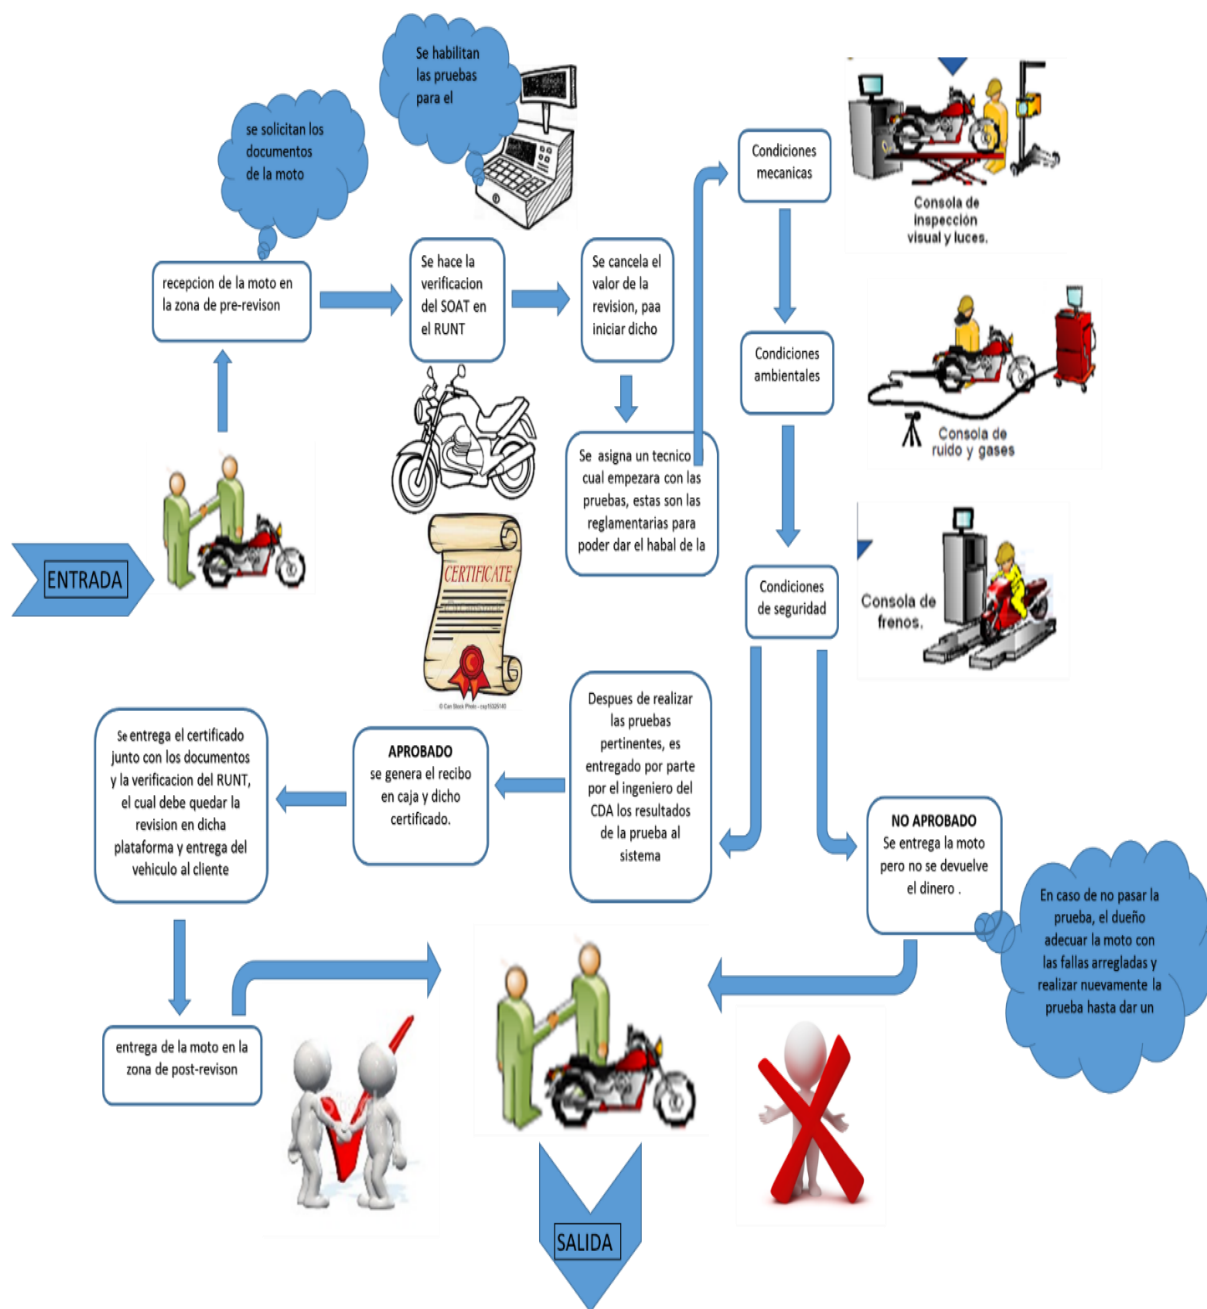 Se habilitan
las pruebas
para el
se solicitan los
documentos
de la moto
Condiciones
mecanicas
Consola de
inspección
visual y luces.
recepcion de la moto en
la zona de pre-revison
Se hace la
verificacion
del SOAT en
el RUNT
Se cancela el
valor de la
revision, paa
iniciar dicho
Condiciones
ambientales
Consola de
ruido y gases
Se asigna un tecnico
cual empezara con las
pruebas, estas son las
reglamentarias para
poder dar el habal de la
ENTRADA
CERTIFICATE
© Can Stock Photo
Condiciones
de seguridad
Consola de
frenos.
Se entrega el certificado
junto con los documentos
y la verificacion del RUNT,
el cual debe quedar la
revision en dicha
plataforma y entrega del
vehiculo al cliente
APROBADO
se genera el recibo
en caja y dicho
certificado.
Despues de realizar
las pruebas
pertinentes, es
entregado por parte
por el ingeniero del
CDA los resultados
de la prueba al
sistema
NO APROBADO
Se entrega la moto
pero no se devuelve
el dinero .
En caso de no pasar la
prueba, el dueño
adecuar la moto con
las fallas arregladas y
realizar nuevamente la
prueba hasta dar un
entrega de la moto en la
zona de post-revison
SALIDA